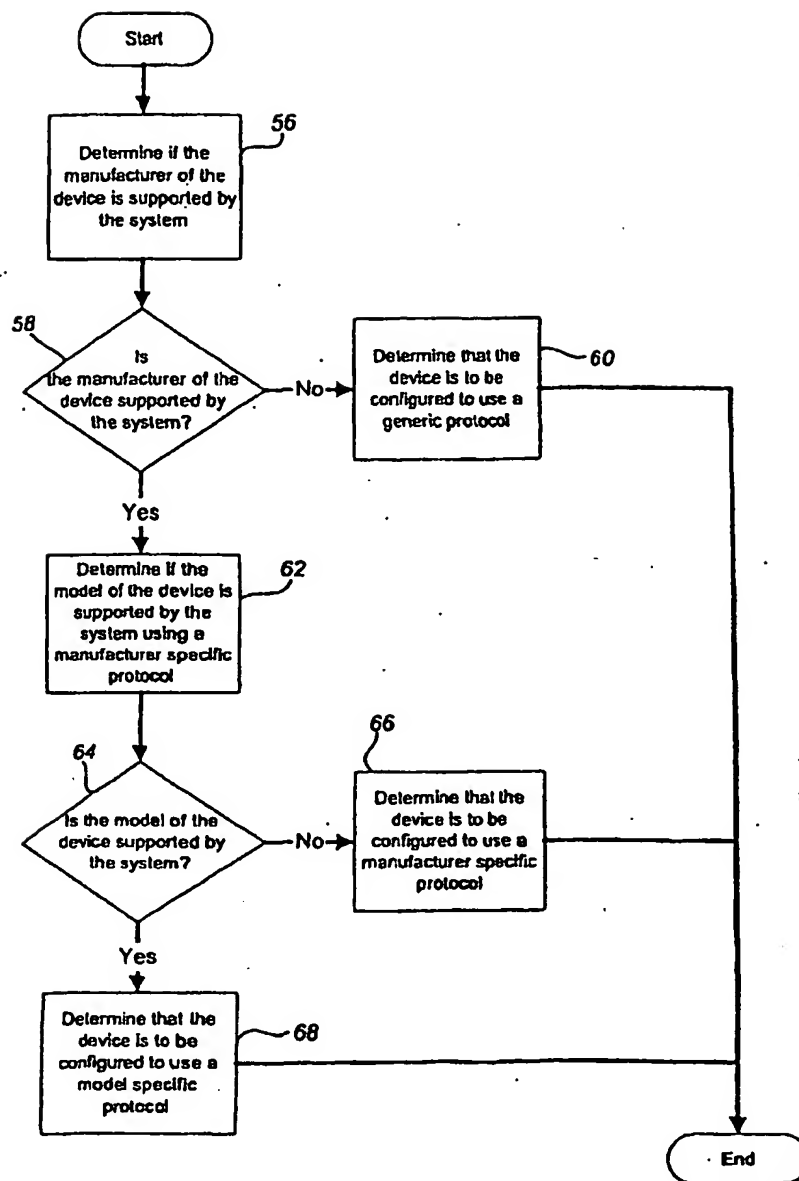 Start
56
Determine if the
manufacturer of the
device is supported by
the system
58
Is
the manufacturer of the
device supported by
the system?
No
Determine that the
device is to be
configured to use a
generic protocol
60
Yes
Determine if the
model of the device is
supported by the
system using a
manufacturer specific
protocol
62
64
Is the model of the
device supported by
the system?
No
66
Determine that the
device is to be
configured to use a
manufacturer specific
protocol
Yes
Determine that the
device is to be
configured to use a
model specific
protocol
68
End